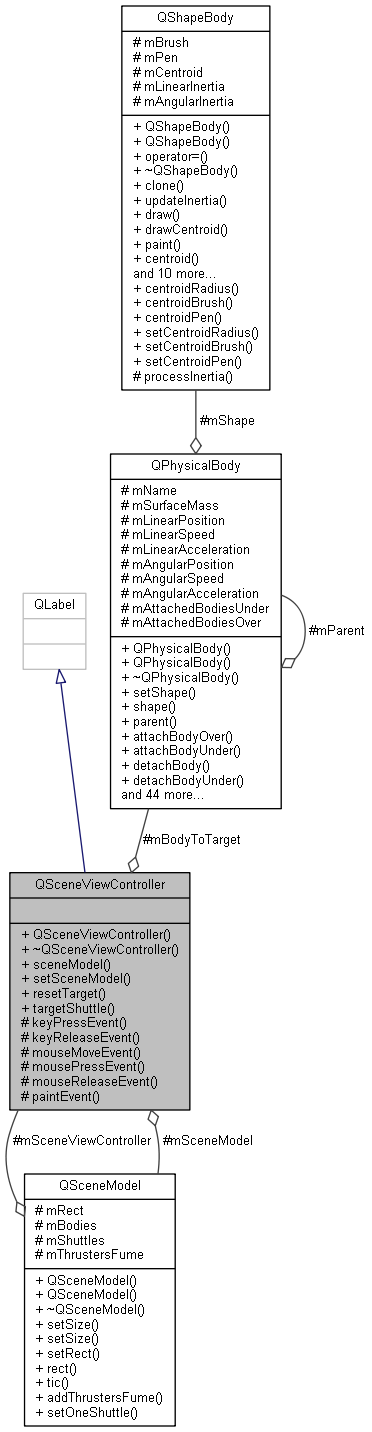 QShapeBody
# mBrush
# mPen
# mCentroid
# mLinearInertia
# mAngularInertia
+ QShapeBody()
+ QShapeBody()
+ operator=()
+ ~QShapeBody()
+ clone()
+ updateInertia()
+ draw()
+ drawCentroid()
+ paint()
+ centroid()
and 10 more...
+ centroidRadius()
+ centroidBrush()
+ centroidPen()
+ setCentroidRadius()
+ setCentroidBrush()
+ setCentroidPen()
# processInertia()
#mShape
QPhysicalBody
# mName
# mSurfaceMass
# mLinearPosition
# mLinearSpeed
# mLinearAcceleration
# mAngularPosition
# mAngularSpeed
# mAngularAcceleration
# mAttachedBodiesUnder
# mAttachedBodiesOver
+ QPhysicalBody()
+ QPhysicalBody()
+ ~QPhysicalBody()
+ setShape()
+ shape()
+ parent()
+ attachBodyOver()
+ attachBodyUnder()
+ detachBody()
+ detachBodyUnder()
and 44 more...
#mParent
QLabel
#mBodyToTarget
QSceneViewController
+ QSceneViewController()
+ ~QSceneViewController()
+ sceneModel()
+ setSceneModel()
+ resetTarget()
+ targetShuttle()
# keyPressEvent()
# keyReleaseEvent()
# mouseMoveEvent()
# mousePressEvent()
# mouseReleaseEvent()
# paintEvent()
#mSceneViewController
#mSceneModel
QSceneModel
# mRect
# mBodies
# mShuttles
# mThrustersFume
+ QSceneModel()
+ QSceneModel()
+ ~QSceneModel()
+ setSize()
+ setSize()
+ setRect()
+ rect()
+ tic()
+ addThrustersFume()
+ setOneShuttle()